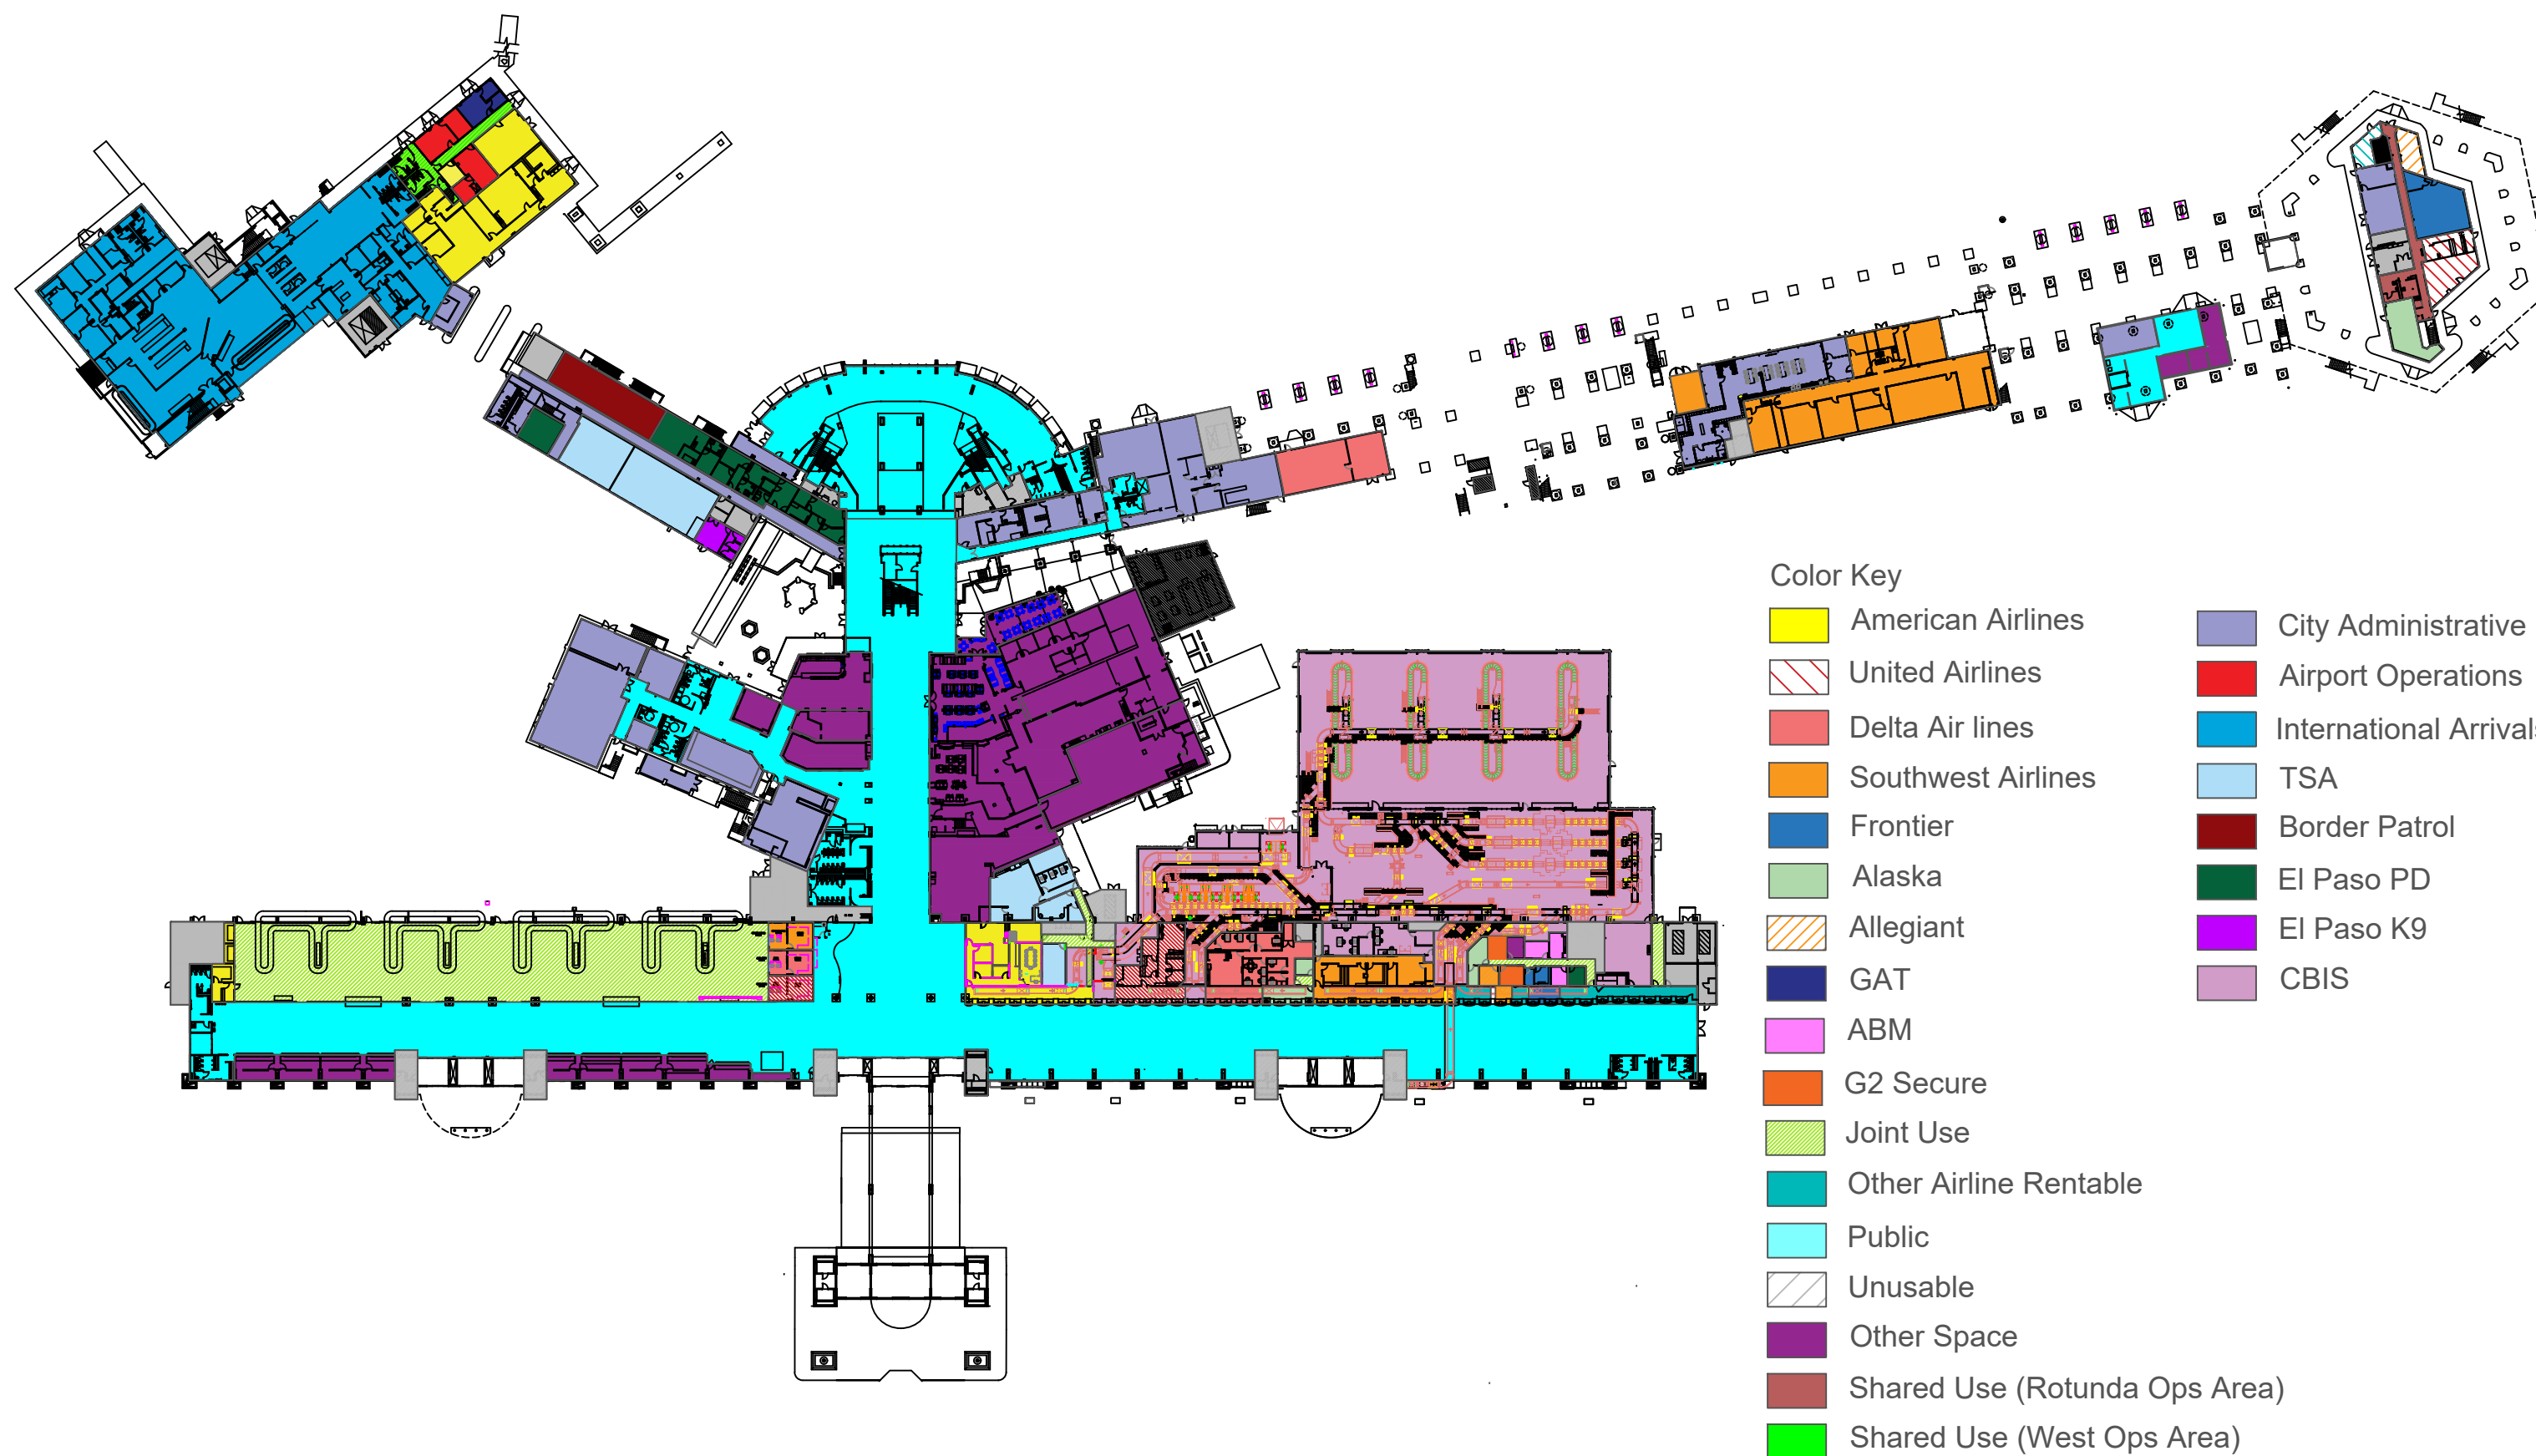 Color Key
American Airlines
United Airlines
Delta Air lines
Southwest Airlines
Frontier
Alaska
Allegiant
GAT
ABM
G2 Secure
Joint Use
Other Airline Rentable
Public
Unusable
Other Space
Shared Use (Rotunda Ops Area)
Shared Use (West Ops Area)
City Administrative
Airport Operations
International Arrivals
TSA
Border Patrol
El Paso PD
El Paso K9
CBIS